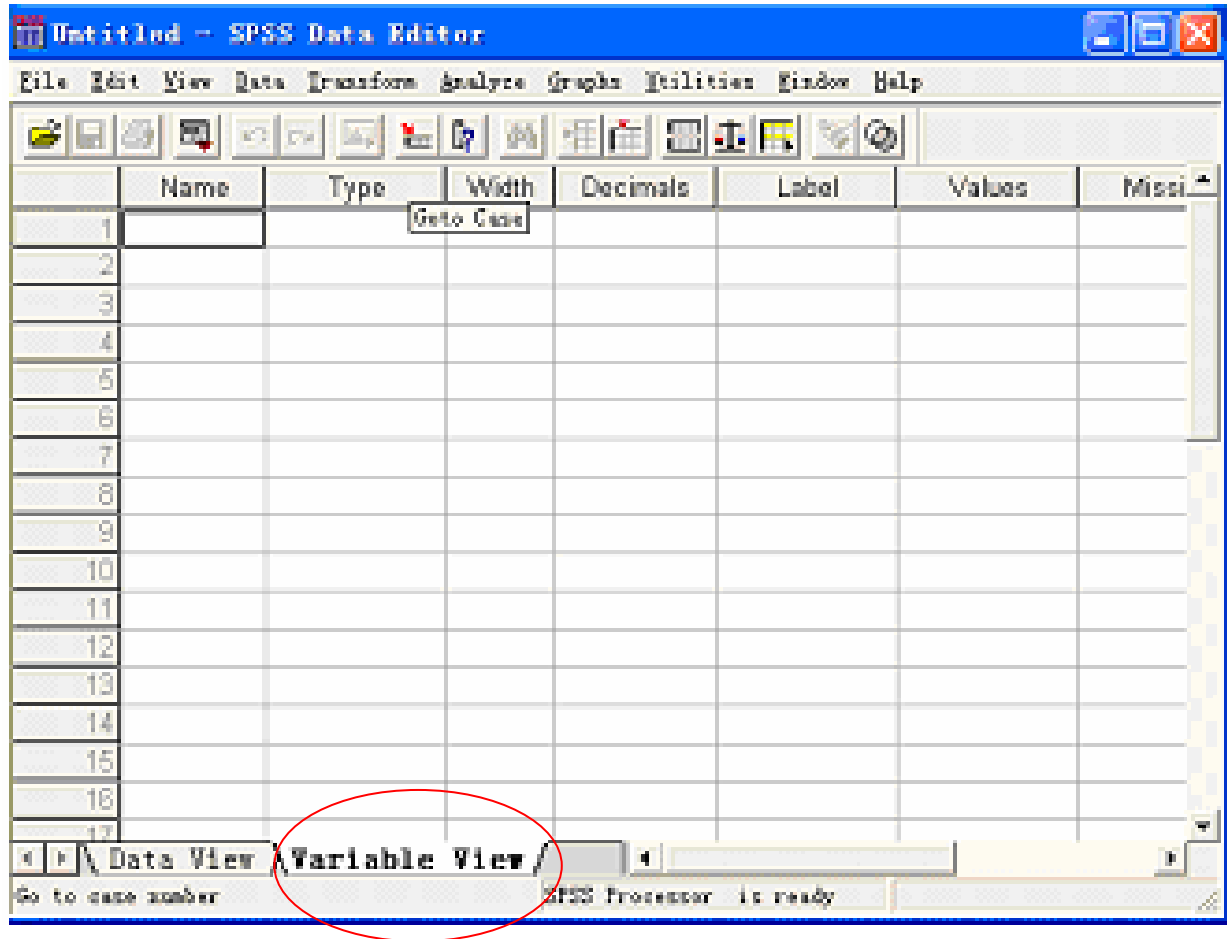 Untitled - SPSS Data Editor
File Edit View Data Transform Analyze Graphs Utilities Window Help
Name Type Width Decimals Label Values Missi
Goto Case
1
2
3
4
5
6
7
8
9
10
11
12
13
14
15
16
17
Data View Variable View
Go to case number SPSS Processor is ready